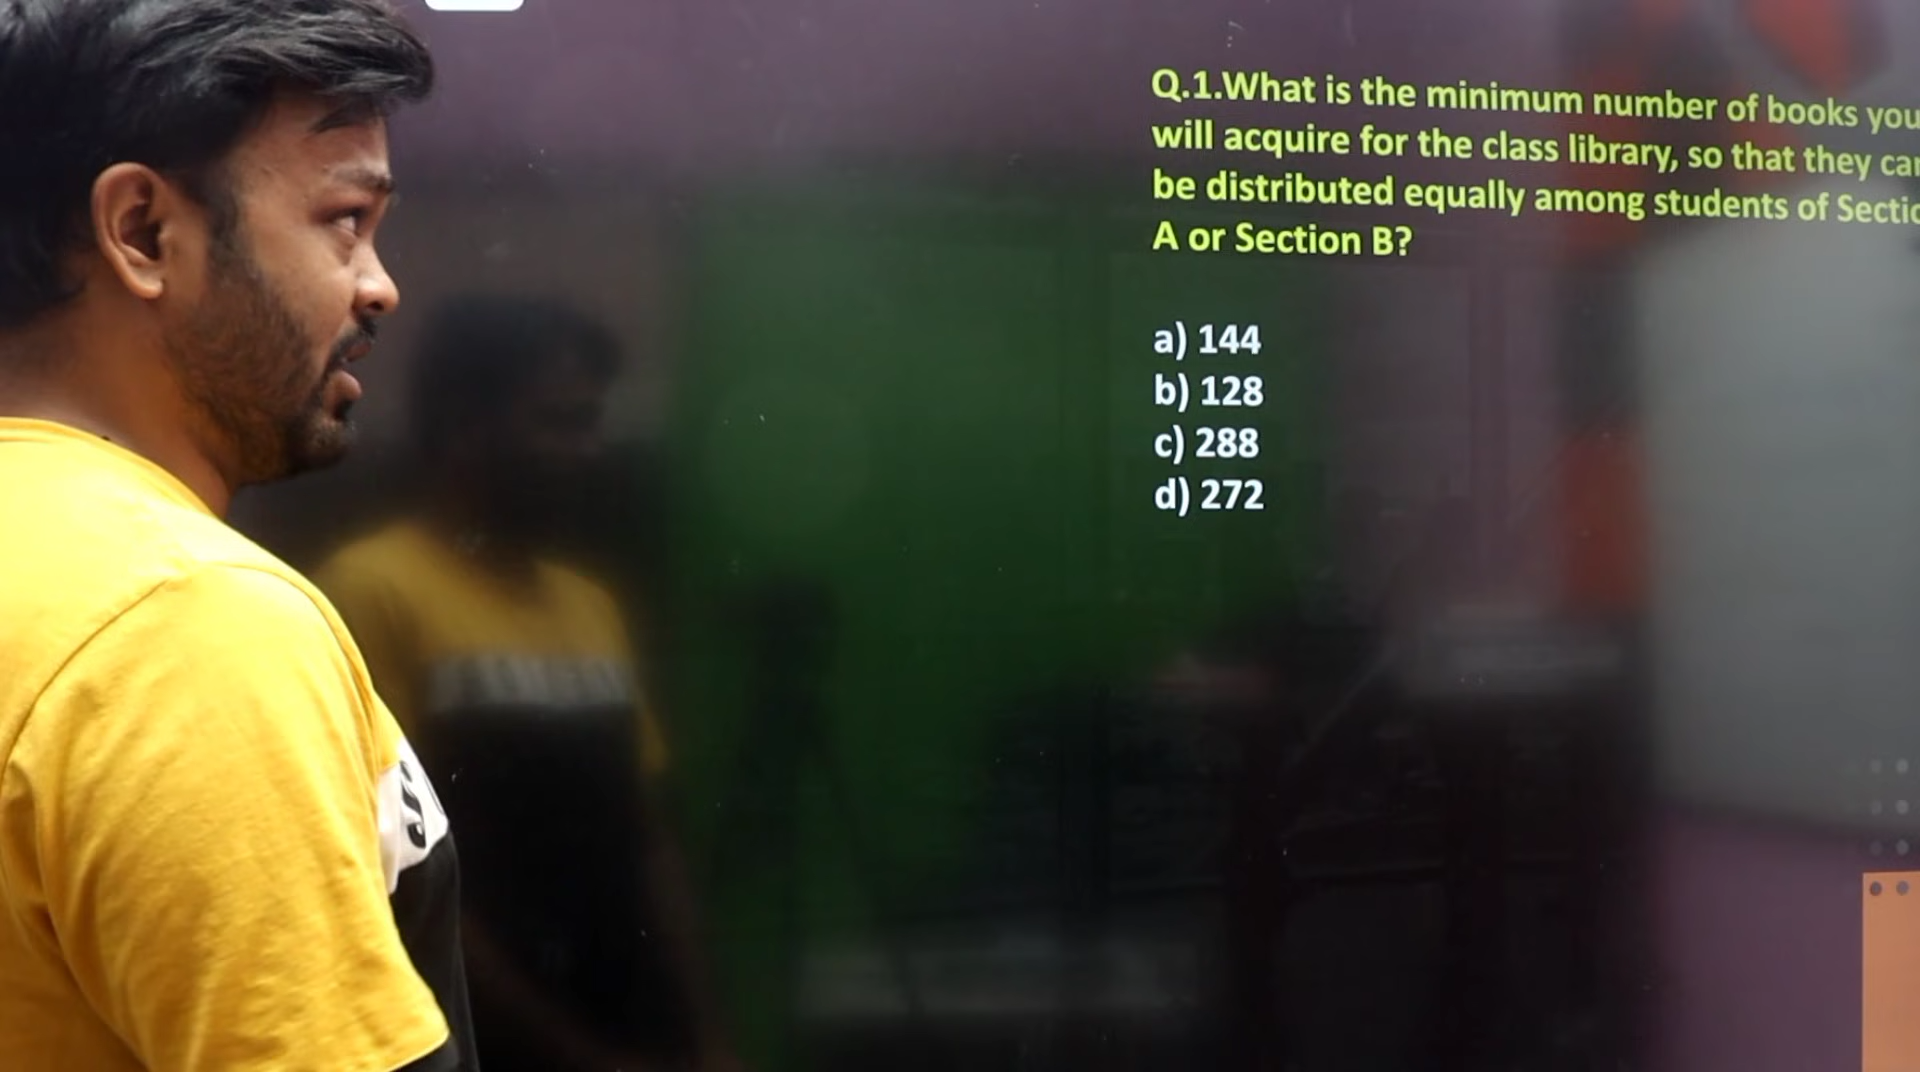 Q.1.What is the minimum number of books you
will acquire for the class library, so that they can
be distributed equally among students of
A or Section B?
a) 144
b) 128
c) 288
d) 272
S